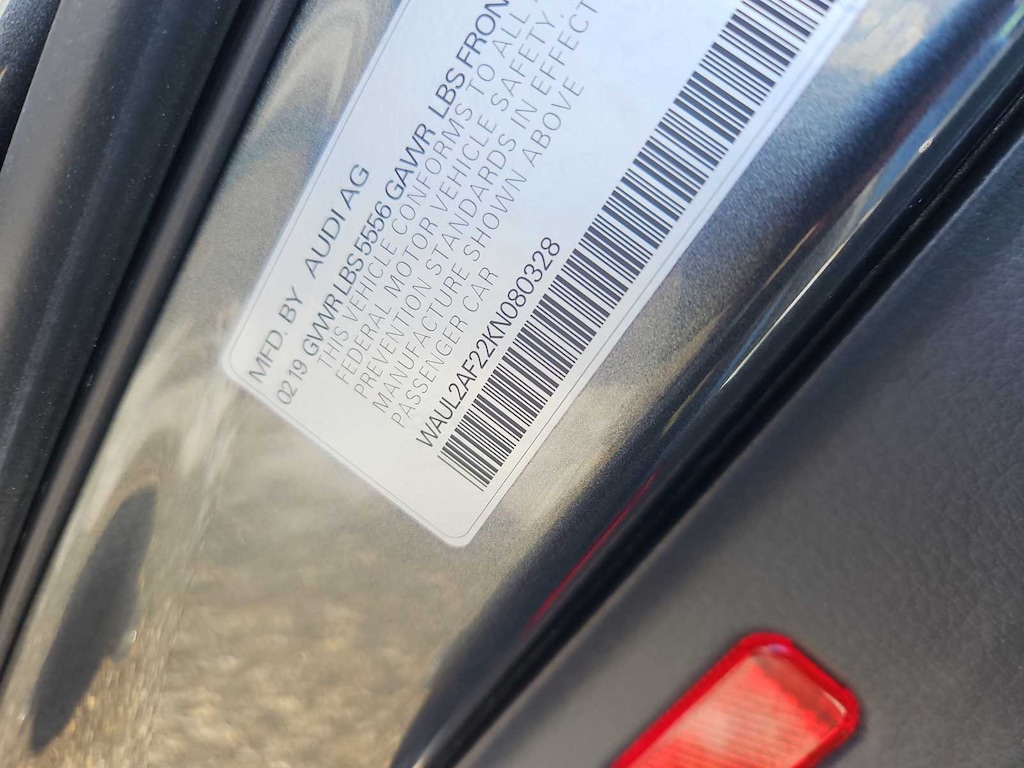 MFD. BY AUDI AG
02.19 GWWR LBS 5556 GAWR LBS FRON
THIS VEHICLE CONFORMS TO ALL
FEDERAL MOTOR VEHICLE SAFETY,
PREVENTION STANDARDS IN EFFECT
MANUFACTURE SHOWN ABOVE
PASSENGER CAR
WAUL2AF22KN080328